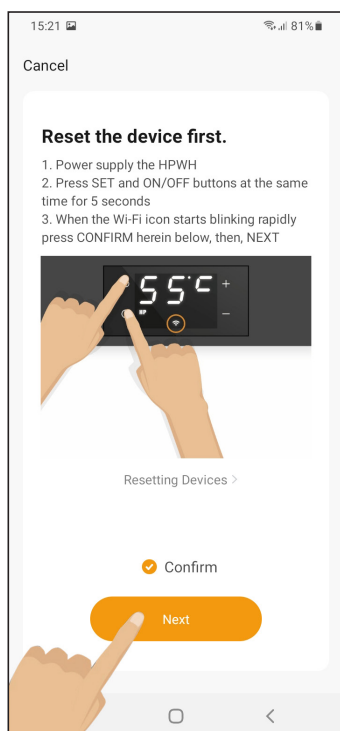 15:21 81%
Cancel
Reset the device first.
1. Power supply the HPWH
2. Press SET and ON/OFF buttons at the same
time for 5 seconds
3. When the Wi-Fi icon starts blinking rapidly
press CONFIRM herein below, then, NEXT
55°C +
HP −
Resetting Devices >
Confirm
Next